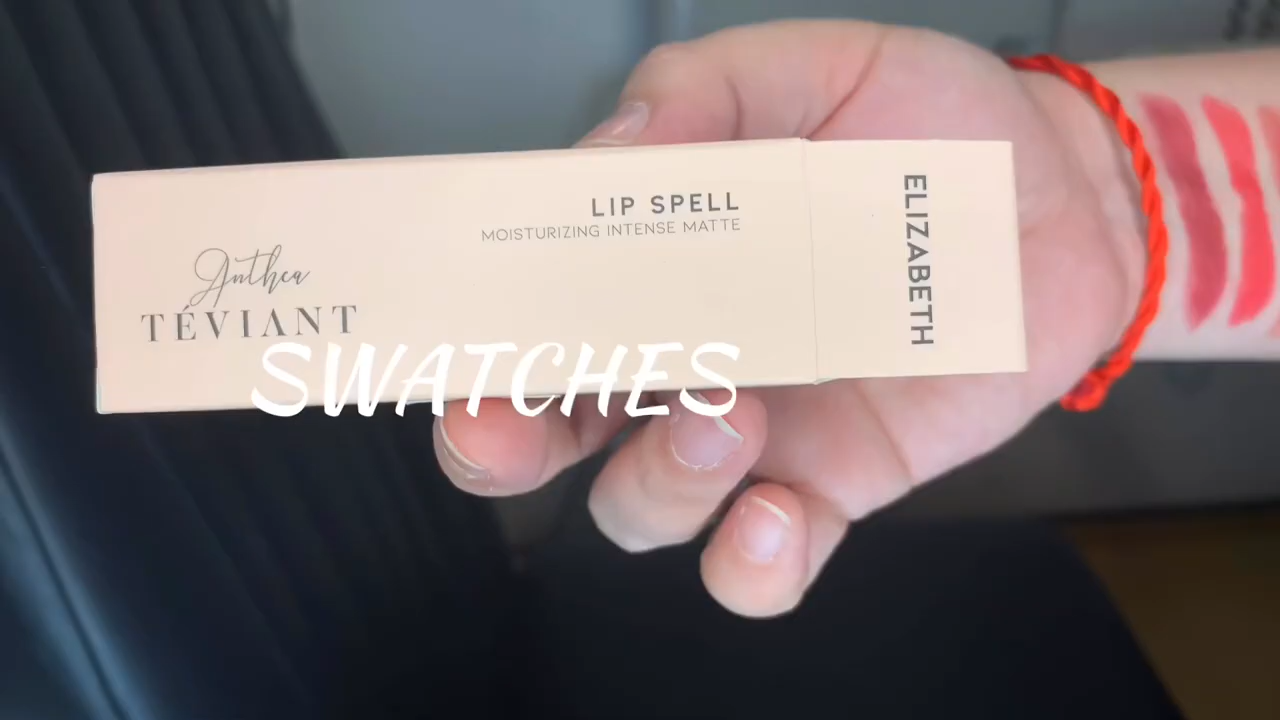 LIP SPELL
MOISTURIZING INTENSE MATTE
Anthea
TÉVIANT
ELIZABETH
SWATCHES